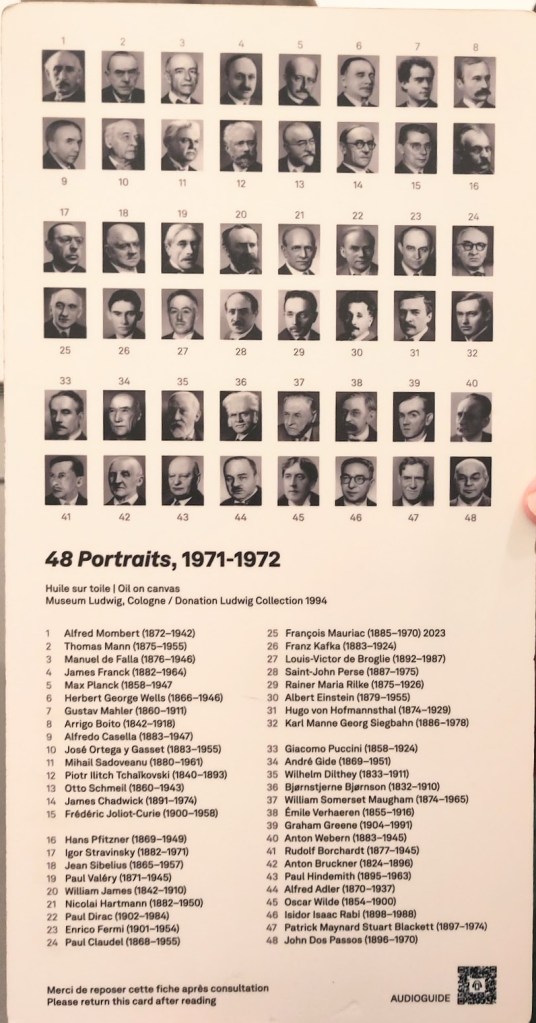 1 2 3 4 5 6 7 8
9 10 11 12 13 14 15 16
17 18 19 20 21 22 23 24
25 26 27 28 29 30 31 32
33 34 35 36 37 38 39 40
41 42 43 44 45 46 47 48
48 Portraits, 1971-1972
Huile sur toile | Oil on canvas
Museum Ludwig, Cologne / Donation Ludwig Collection 1994
1 Alfred Mombert (1872–1942)
2 Thomas Mann (1875–1955)
3 Manuel de Falla (1876–1946)
4 James Franck (1882–1964)
5 Max Planck (1858–1947
6 Herbert George Wells (1866–1946)
7 Gustav Mahler (1860–1911)
8 Arrigo Boito (1842–1918)
9 Alfredo Casella (1883–1947)
10 José Ortega y Gasset (1883–1955)
11 Mihail Sadoveanu (1880–1961)
12 Piotr Ilitch Tchaïkovski (1840–1893)
13 Otto Schmeil (1860–1943)
14 James Chadwick (1891–1974)
15 Frédéric Joliot-Curie (1900–1958)
16 Hans Pfitzner (1869–1949)
17 Igor Stravinsky (1882–1971)
18 Jean Sibelius (1865–1957)
19 Paul Valéry (1871–1945)
20 William James (1842–1910)
21 Nicolai Hartmann (1882–1950)
22 Paul Dirac (1902–1984)
23 Enrico Fermi (1901–1954)
24 Paul Claudel (1868–1955)
25 François Mauriac (1885–1970) 2023
26 Franz Kafka (1883–1924)
27 Louis-Victor de Broglie (1892–1987)
28 Saint-John Perse (1887–1975)
29 Rainer Maria Rilke (1875–1926)
30 Albert Einstein (1879–1955)
31 Hugo von Hofmannsthal (1874–1929)
32 Karl Manne Georg Siegbahn (1886–1978)
33 Giacomo Puccini (1858–1924)
34 André Gide (1869–1951)
35 Wilhelm Dilthey (1833–1911)
36 Bjørnstjerne Bjørnson (1832–1910)
37 William Somerset Maugham (1874–1965)
38 Émile Verhaeren (1855–1916)
39 Graham Greene (1904–1991)
40 Anton Webern (1883–1945)
41 Rudolf Borchardt (1877–1945)
42 Anton Bruckner (1824–1896)
43 Paul Hindemith (1895–1963)
44 Alfred Adler (1870–1937)
45 Oscar Wilde (1854–1900)
46 Isidor Isaac Rabi (1898–1988)
47 Patrick Maynard Stuart Blackett (1897–1974)
48 John Dos Passos (1896–1970)
Merci de reposer cette fiche après consultation
Please return this card after reading
AUDIOGUIDE